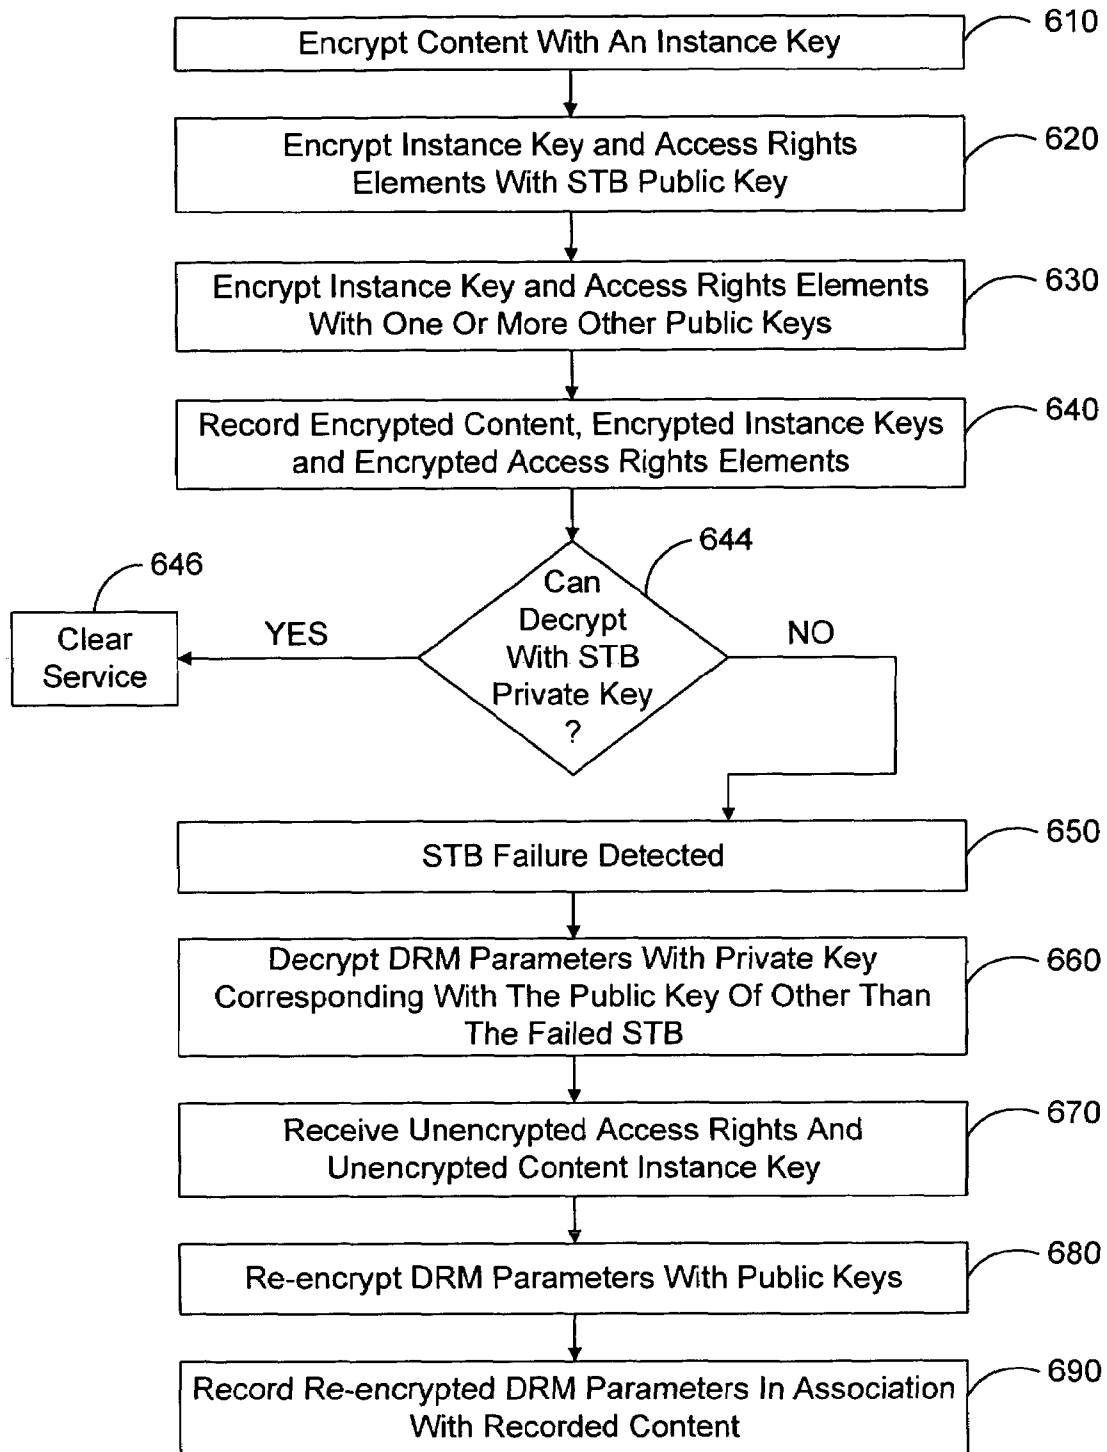 Encrypt Content With An Instance Key
610
Encrypt Instance Key and Access Rights
Elements With STB Public Key
620
Encrypt Instance Key and Access Rights Elements
With One Or More Other Public Keys
630
Record Encrypted Content, Encrypted Instance Keys
and Encrypted Access Rights Elements
640
644
Can
Decrypt
With STB
Private Key
?
646
Clear
Service
YES
NO
STB Failure Detected
650
Decrypt DRM Parameters With Private Key
Corresponding With The Public Key Of Other Than
The Failed STB
660
Receive Unencrypted Access Rights And
Unencrypted Content Instance Key
670
Re-encrypt DRM Parameters With Public Keys
680
Record Re-encrypted DRM Parameters In Association
With Recorded Content
690